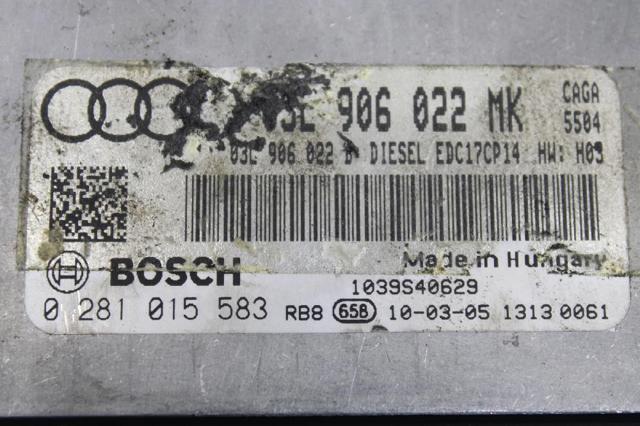 03L 906 022 MK
CAGA
5504
03L 906 022 B DIESEL EDC17CP14 HW: H03
Made in Hungary
BOSCH
1039S40629
0 281 015 583 RB8 658 10-03-05 1313 0061